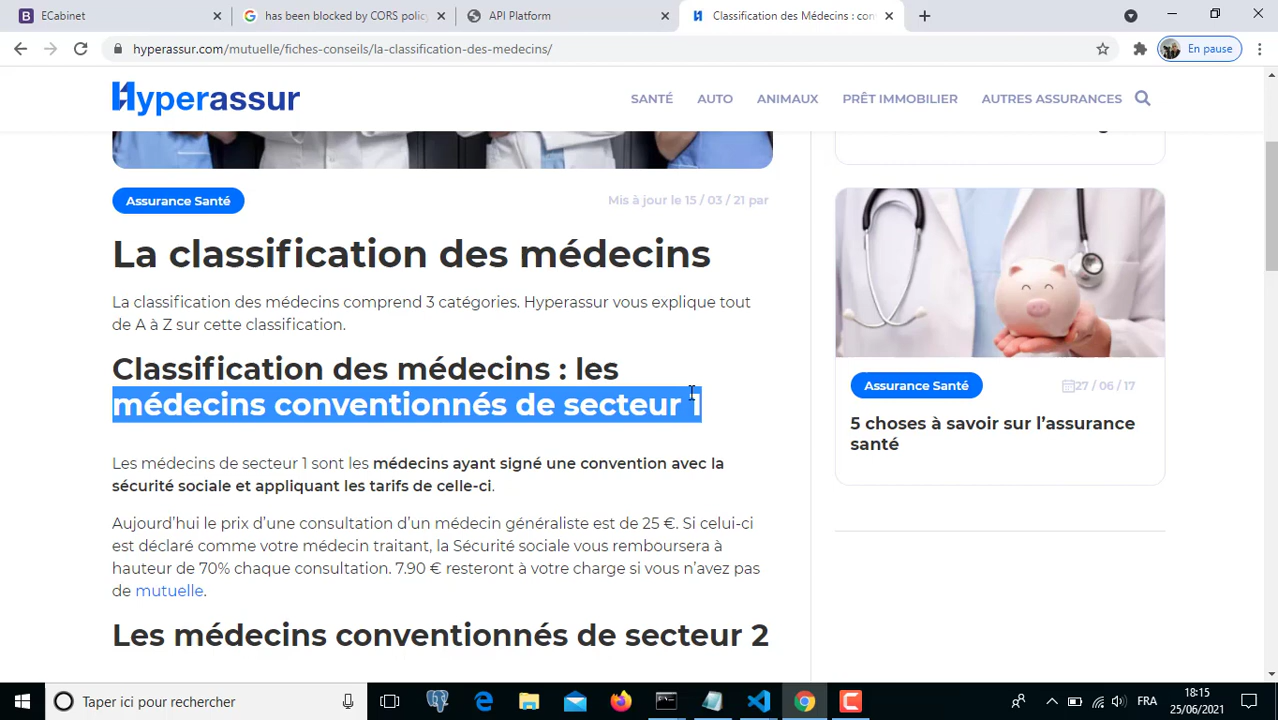 ECabinet
has been blocked by CORS policy
API Platform
Classification des Médecins : con
hyperassur.com/mutuelle/fiches-conseils/la-classification-des-medecins/
En pause
Hyperassur
SANTÉ
AUTO
ANIMAUX
PRÊT IMMOBILIER
AUTRES ASSURANCES
Assurance Santé
Mis à jour le 15 / 03 / 21 par
La classification des médecins
La classification des médecins comprend 3 catégories. Hyperassur vous explique tout
de A à Z sur cette classification.
Classification des médecins : les
médecins conventionnés de secteur 1
Les médecins de secteur 1 sont les médecins ayant signé une convention avec la
sécurité sociale et appliquant les tarifs de celle-ci.
Aujourd'hui le prix d'une consultation d'un médecin généraliste est de 25 €. Si celui-ci
est déclaré comme votre médecin traitant, la Sécurité sociale vous remboursera à
hauteur de 70% chaque consultation. 7.90 € resteront à votre charge si vous n'avez pas
de mutuelle.
Les médecins conventionnés de secteur 2
Assurance Santé
27 / 06 / 17
5 choses à savoir sur l'assurance
santé
Taper ici pour rechercher
FRA
18:15
25/06/2021